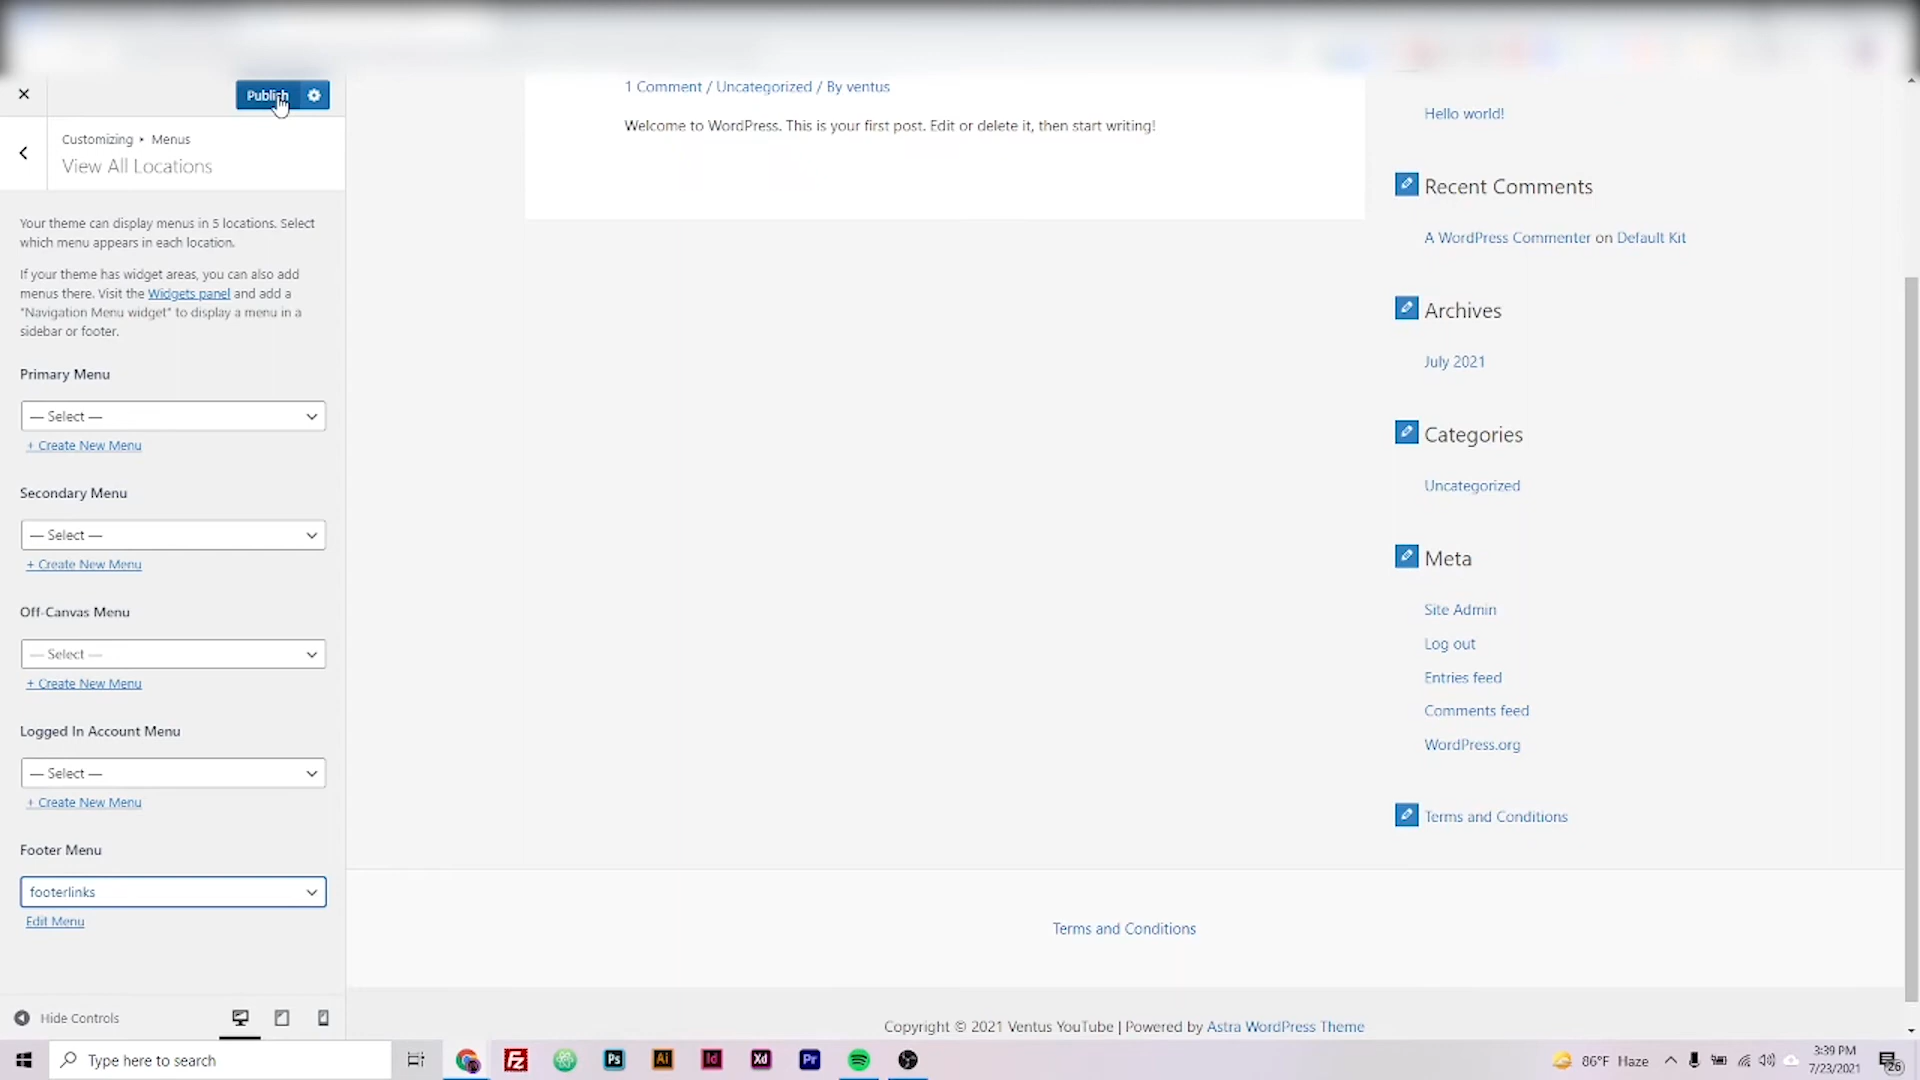 Publish
Customizing ▸ Menus
View All Locations
Your theme can display menus in 5 locations. Select
which menu appears in each location.
If your theme has widget areas, you can also add
menus there. Visit the Widgets panel and add a
"Navigation Menu widget" to display a menu in a
sidebar or footer.
Primary Menu
— Select —
+ Create New Menu
Secondary Menu
— Select —
+ Create New Menu
Off-Canvas Menu
— Select —
+ Create New Menu
Logged In Account Menu
— Select —
+ Create New Menu
Footer Menu
footerlinks
Edit Menu
Hide Controls
1 Comment / Uncategorized / By ventus
Welcome to WordPress. This is your first post. Edit or delete it, then start writing!
Hello world!
Recent Comments
A WordPress Commenter on Default Kit
Archives
July 2021
Categories
Uncategorized
Meta
Site Admin
Log out
Entries feed
Comments feed
WordPress.org
Terms and Conditions
Terms and Conditions
Copyright © 2021 Ventus YouTube | Powered by Astra WordPress Theme
Type here to search
Ps
Ai
Id
Xd
Pr
86°F Haze
3:39 PM
7/23/2021
26